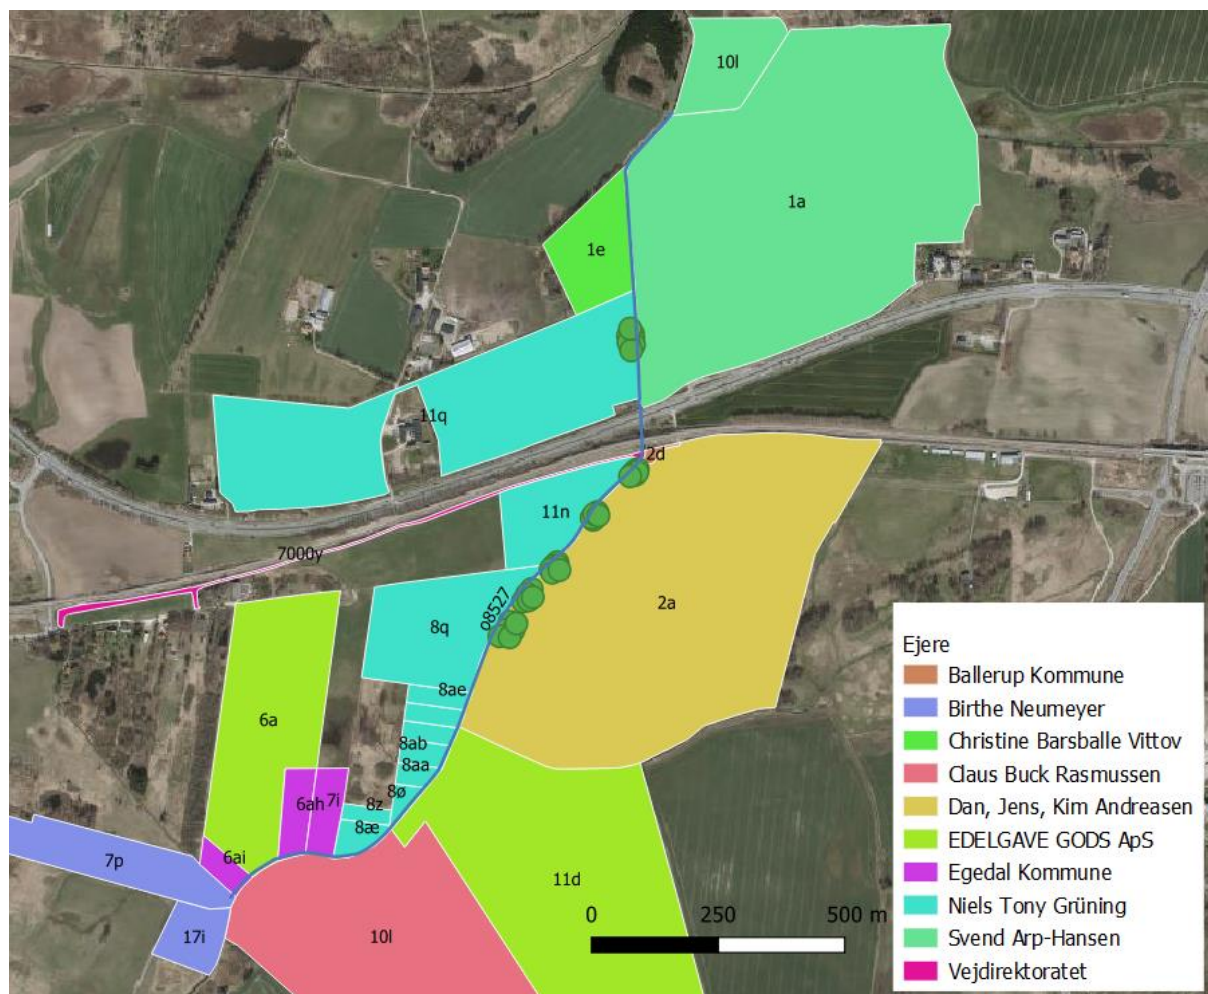 10l
1a
1e
11q
2d
11n
7000y
o8527
2a
8q
8ae
6a
8ab
8aa
8ø
6ah
7i
8z
8æ
6ai
7p
11d
17i
10l
0 250 500 m
Ejere
Ballerup Kommune
Birthe Neumeyer
Christine Barsballe Vittov
Claus Buck Rasmussen
Dan, Jens, Kim Andreasen
EDELGAVE GODS ApS
Egedal Kommune
Niels Tony Grüning
Svend Arp-Hansen
Vejdirektoratet